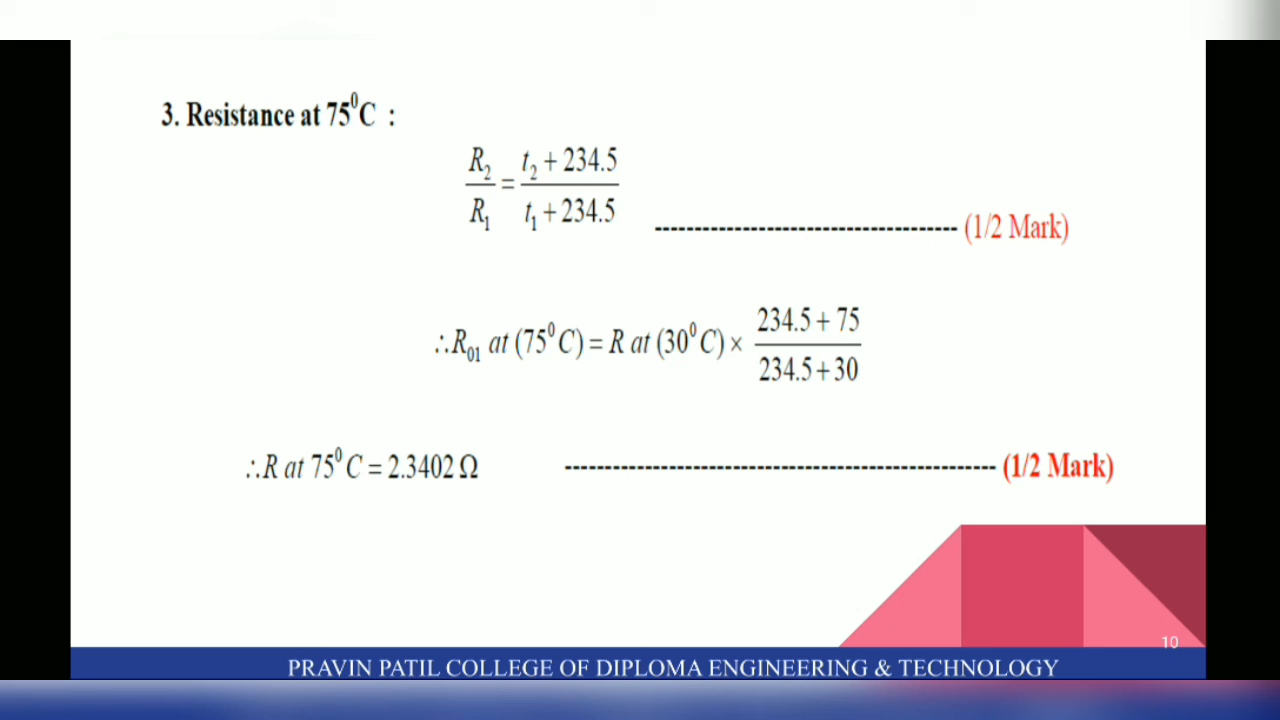 3. Resistance at 75⁰C :
R₂/R₁ = (t₂ + 234.5)/(t₁ + 234.5) -------------------------------------- (1/2 Mark)
∴R₀₁ at (75⁰C) = R at (30⁰C) × (234.5 + 75)/(234.5 + 30)
∴R at 75⁰C = 2.3402 Ω ------------------------------------------------------ (1/2 Mark)
10
PRAVIN PATIL COLLEGE OF DIPLOMA ENGINEERING & TECHNOLOGY